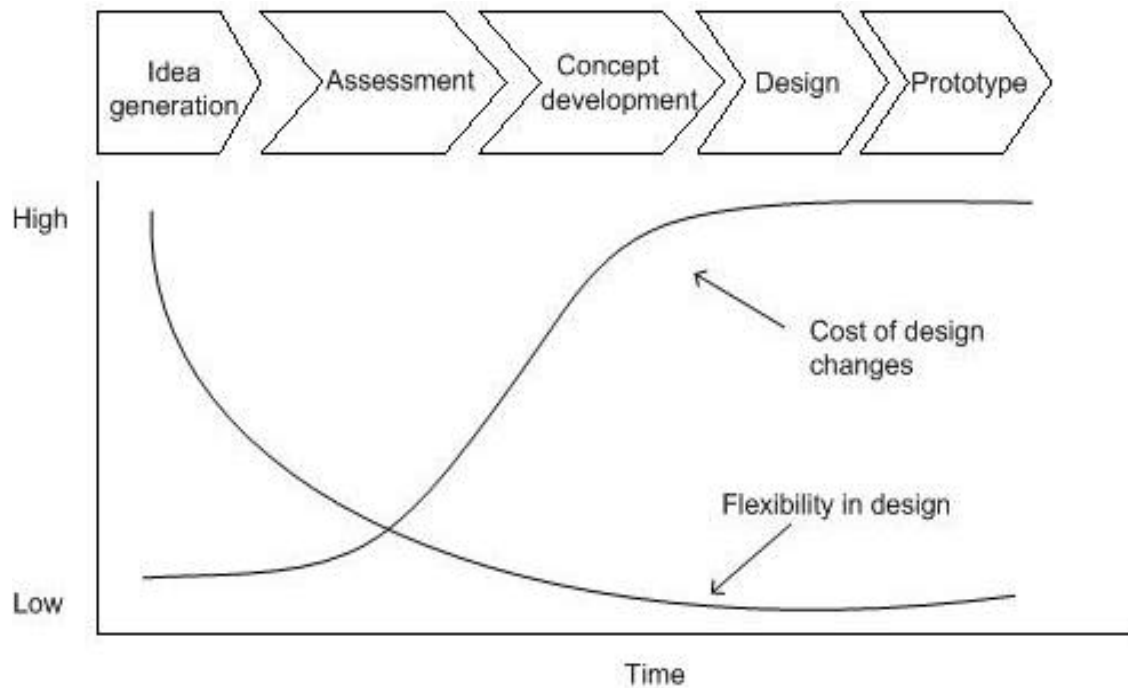 Idea
generation
Assessment
Concept
development
Design
Prototype
High
Cost of design
changes
Flexibility in design
Low
Time